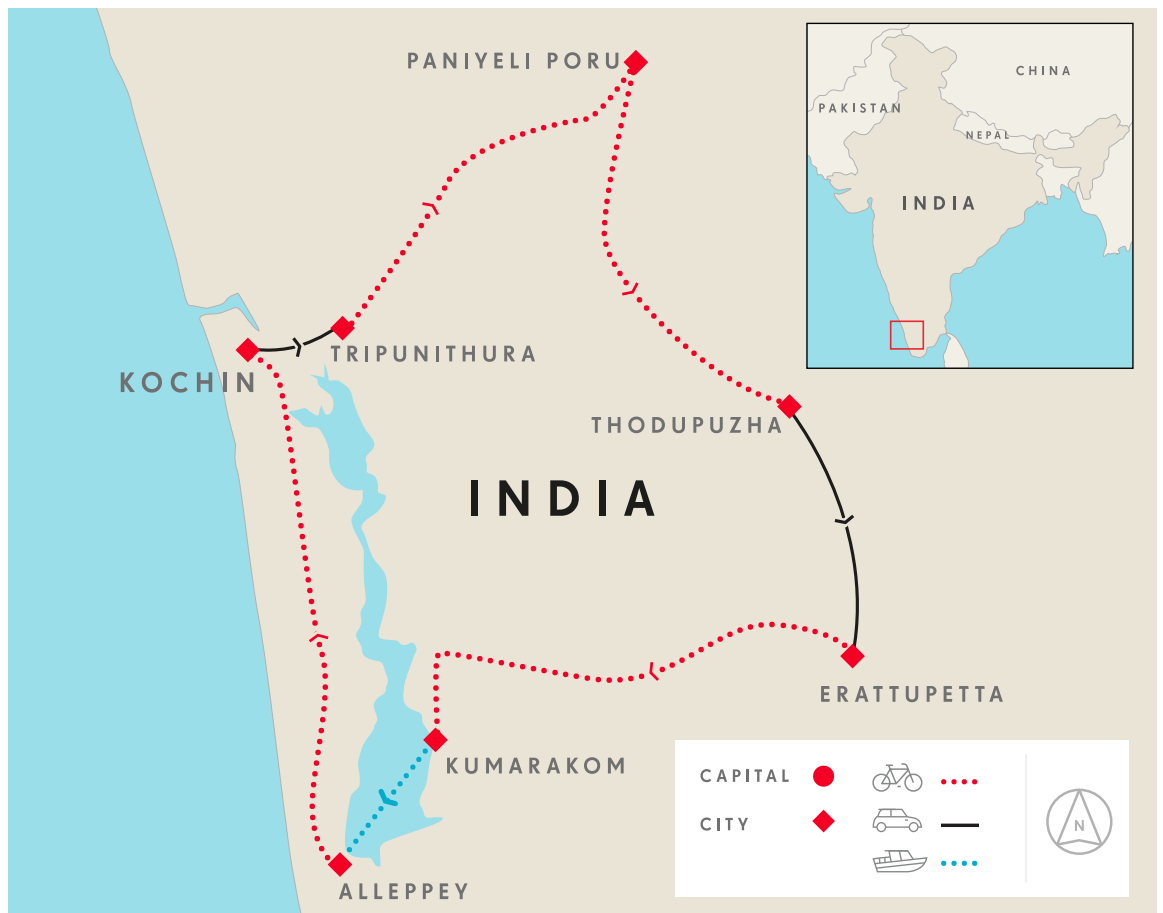 PANIYELI PORU
CHINA
PAKISTAN
NEPAL
INDIA
TRIPUNITHURA
KOCHIN
THODUPUZHA
INDIA
ERATTUPETTA
KUMARAKOM
ALLEPPEY
CAPITAL
CITY
N